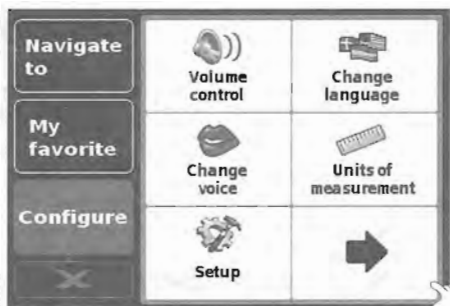 Navigate
to
My
favorite
Configure
Volume
control
Change
language
Change
voice
Units of
measurement
Setup